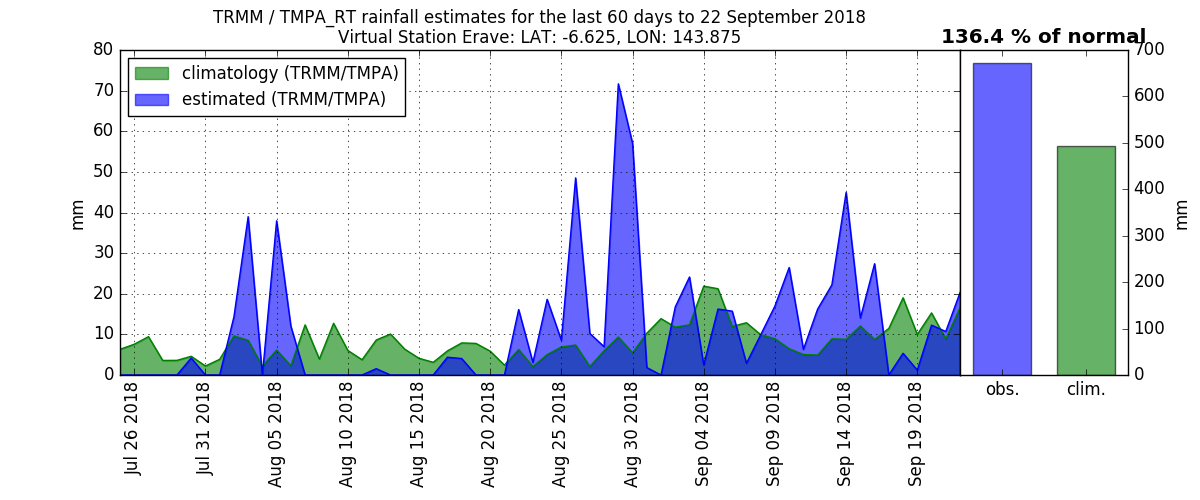 TRMM / TMPA_RT rainfall estimates for the last 60 days to 22 September 2018
Virtual Station Erave: LAT: -6.625, LON: 143.875
136.4 % of normal
climatology (TRMM/TMPA)
estimated (TRMM/TMPA)
80
70
60
50
40
30
20
10
0
mm
Jul 26 2018
Jul 31 2018
Aug 05 2018
Aug 10 2018
Aug 15 2018
Aug 20 2018
Aug 25 2018
Aug 30 2018
Sep 04 2018
Sep 09 2018
Sep 14 2018
Sep 19 2018
obs.
clim.
700
600
500
400
300
200
100
0
mm